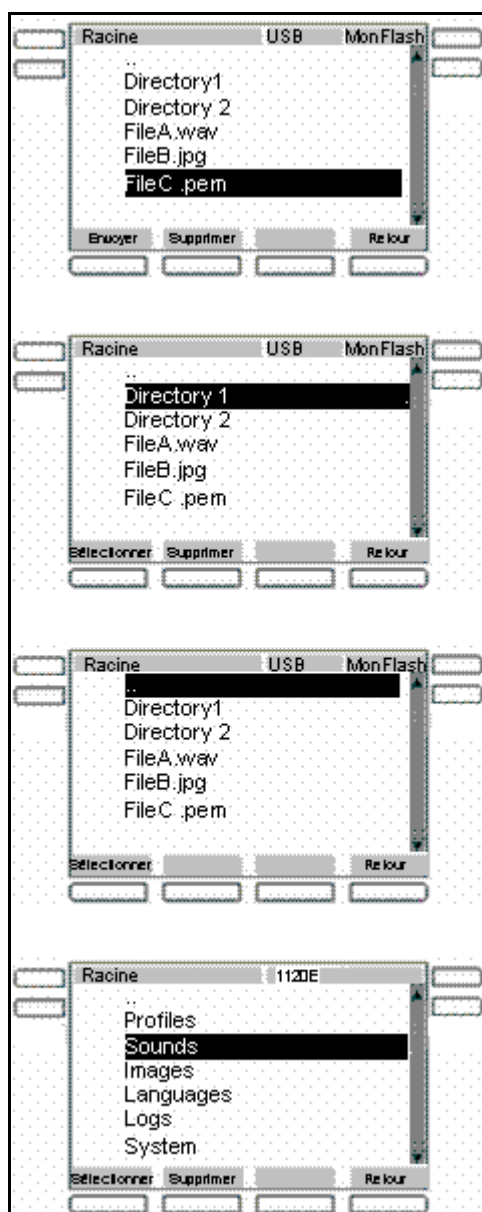 Racine USB MonFlash
..
Directory1
Directory 2
FileA.wav
FileB.jpg
FileC .pem
Envoyer Supprimer Retour
Racine USB MonFlash
..
Directory 1 .
Directory 2
FileA.wav
FileB.jpg
FileC .pem
Sélectionner Supprimer Retour
Racine USB MonFlash
..
Directory1
Directory 2
FileA.wav
FileB.jpg
FileC .pem
Sélectionner Retour
Racine 1120E
..
Profiles
Sounds
Images
Languages
Logs
System
Sélectionner Supprimer Retour